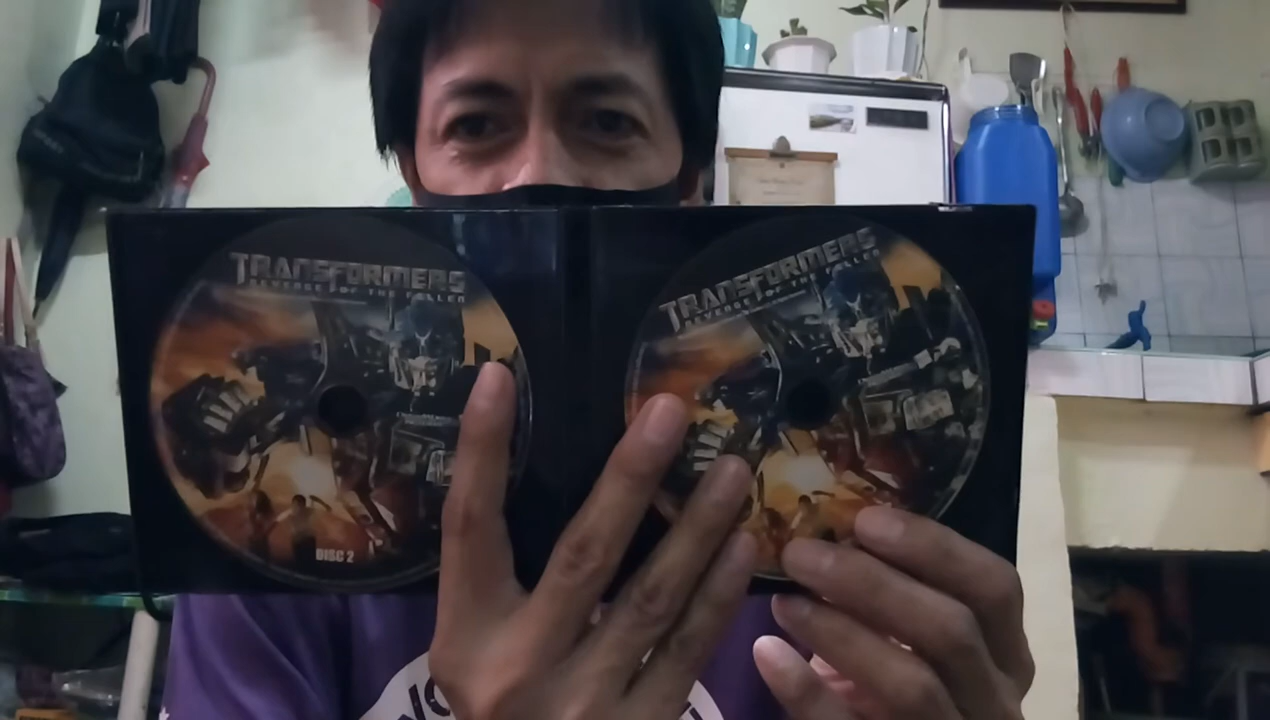 TRANSFORMERS
REVENGE OF THE FALLEN
DISC 2
TRANSFORMERS
REVENGE OF THE FALLEN